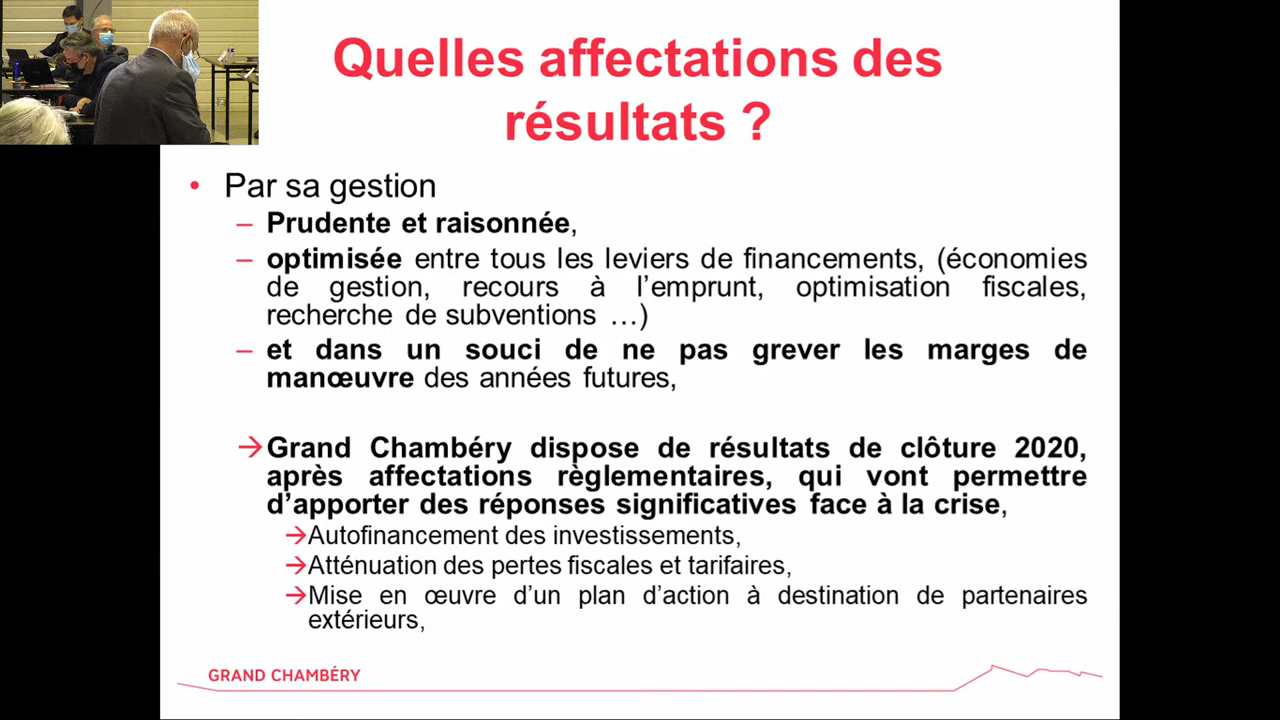 Quelles affectations des
résultats ?
• Par sa gestion
– Prudente et raisonnée,
– optimisée entre tous les leviers de financements, (économies
de gestion, recours à l’emprunt, optimisation fiscales,
recherche de subventions …)
– et dans un souci de ne pas grever les marges de
manœuvre des années futures,
→Grand Chambéry dispose de résultats de clôture 2020,
après affectations règlementaires, qui vont permettre
d’apporter des réponses significatives face à la crise,
→Autofinancement des investissements,
→Atténuation des pertes fiscales et tarifaires,
→Mise en œuvre d’un plan d’action à destination de partenaires
extérieurs,
GRAND CHAMBÉRY